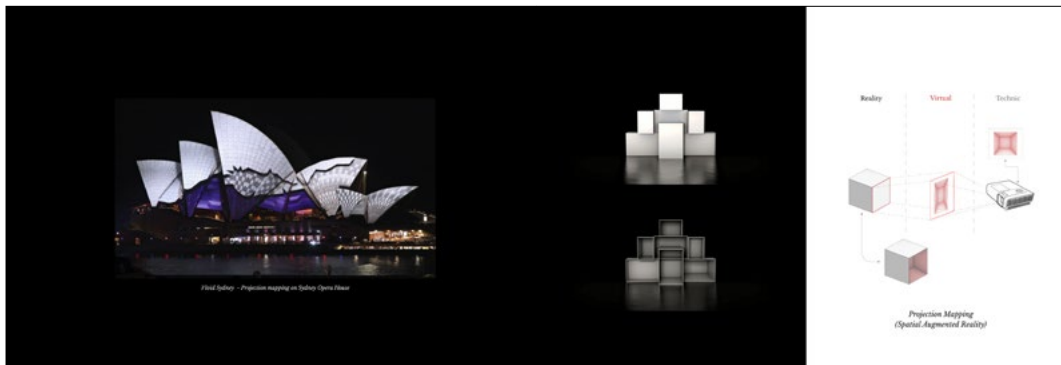 Vivid Sydney - Projection mapping on Sydney Opera House
Reality
Virtual
Technic
Projection Mapping
(Spatial Augmented Reality)